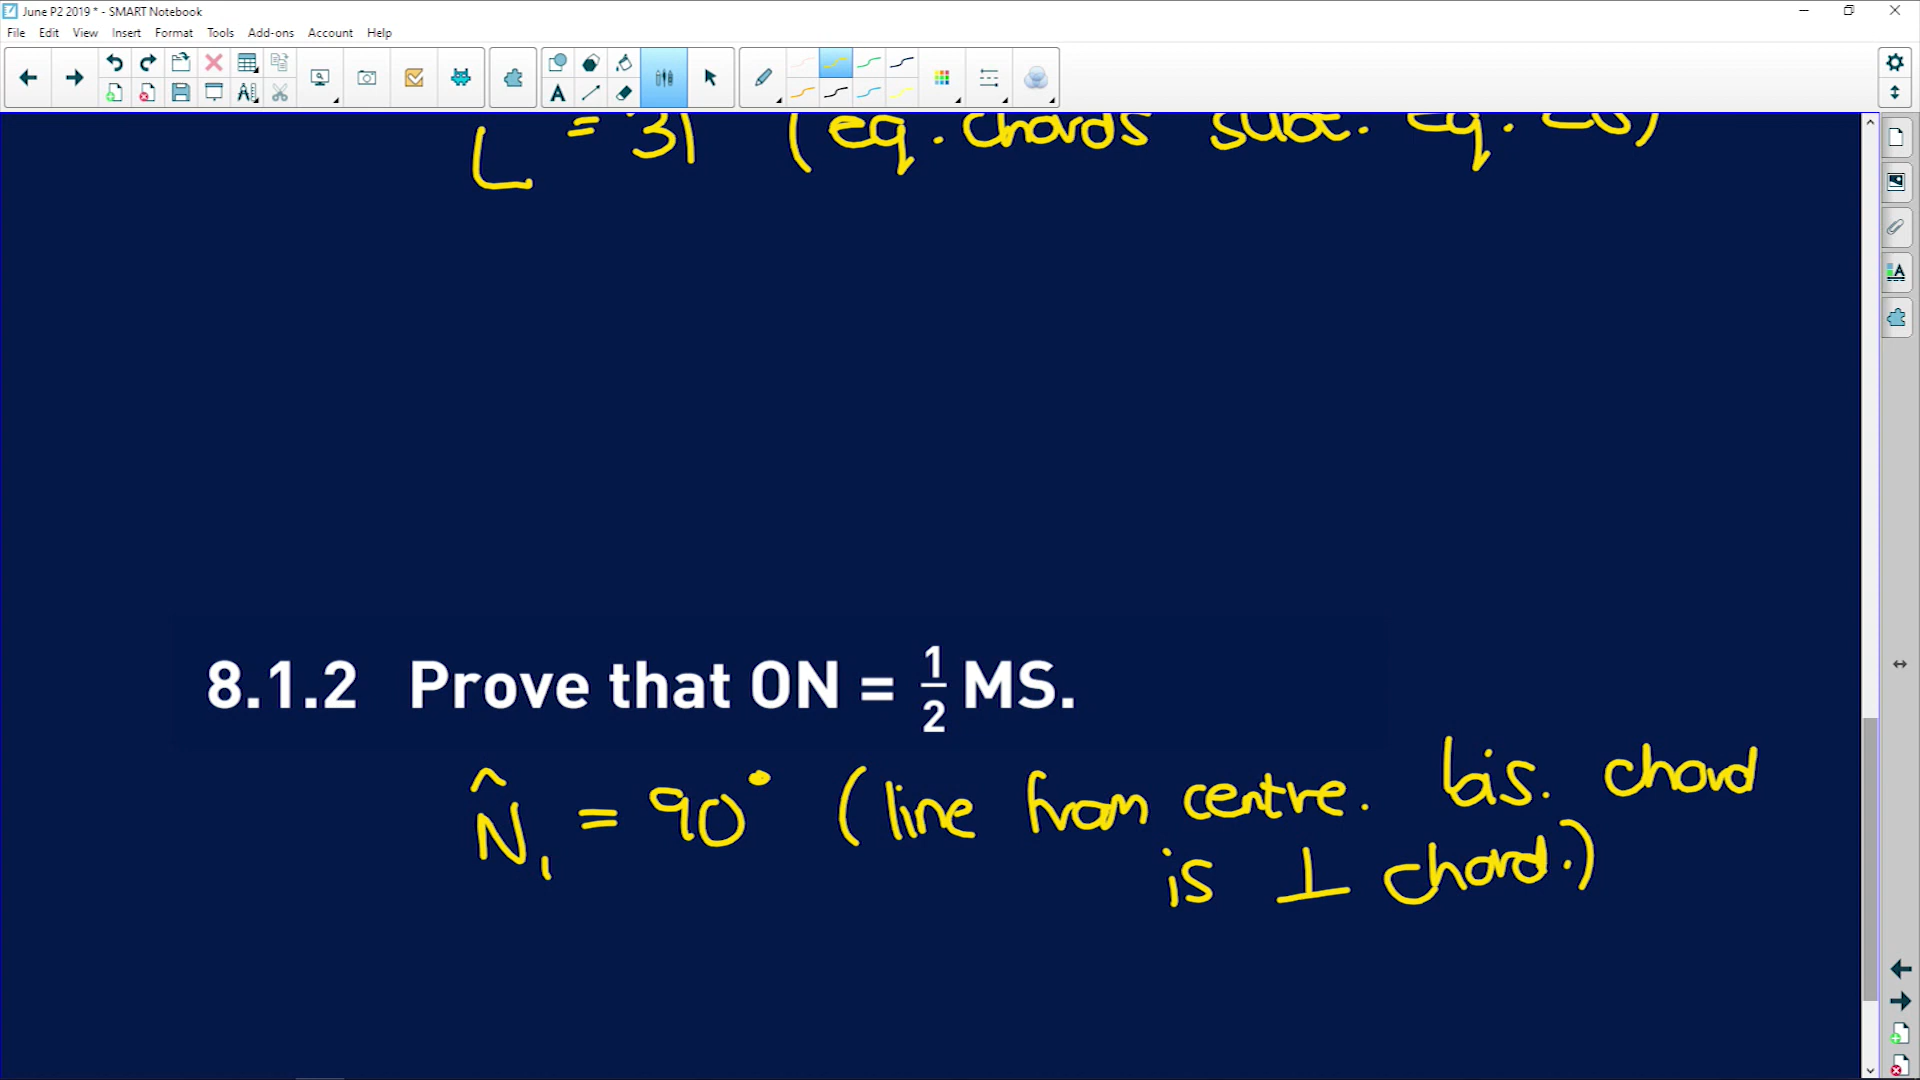 June P2 2019 * - SMART Notebook
File Edit View Insert Format Tools Add-ons Account Help
= 31 (eq. chords subt. eq. ∠s)
8.1.2 Prove that ON = 1/2 MS.
N̂₁ = 90° (line from centre. bis. chord
is ⊥ chord.)